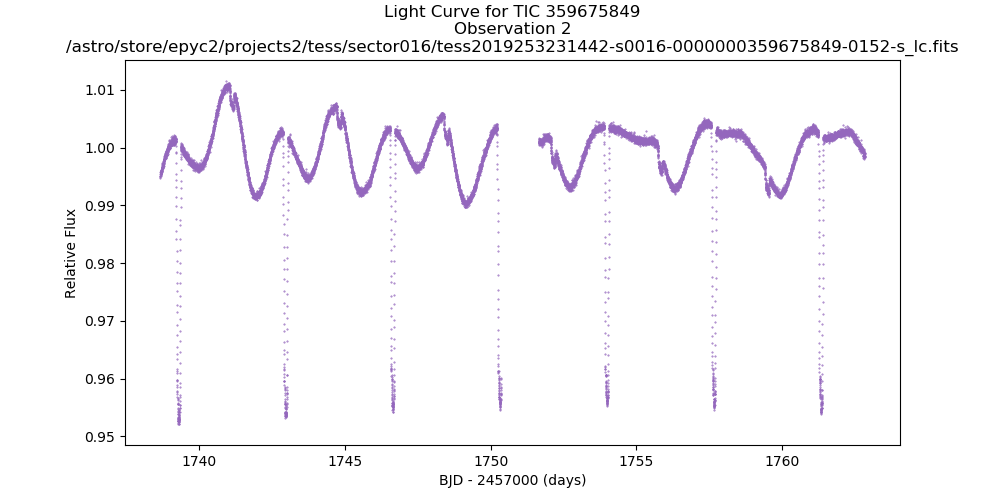 Light Curve for TIC 359675849
Observation 2
/astro/store/epyc2/projects2/tess/sector016/tess2019253231442-s0016-0000000359675849-0152-s_lc.fits
1.01
1.00
0.99
0.98
0.97
0.96
0.95
Relative Flux
1740
1745
1750
1755
1760
BJD - 2457000 (days)